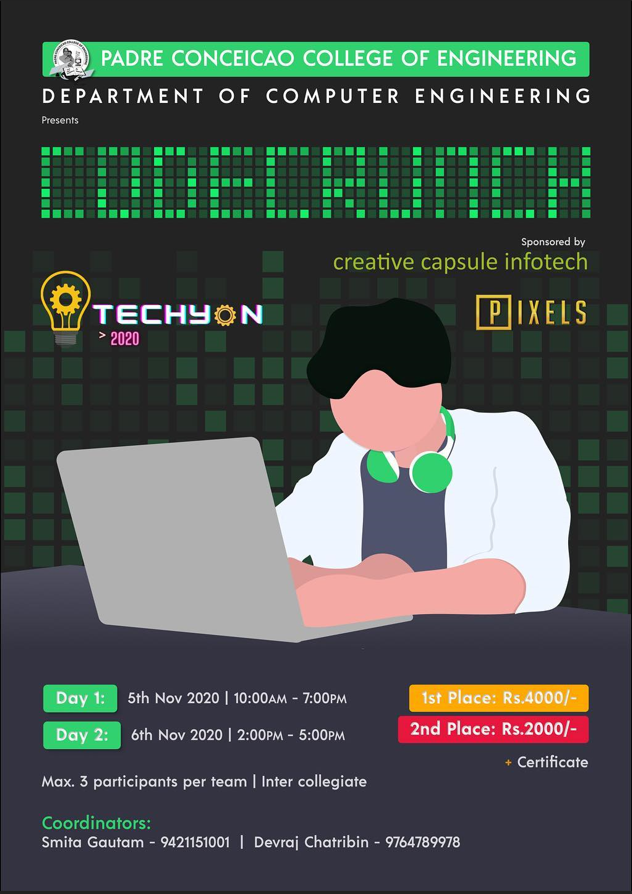 PADRE CONCEICAO COLLEGE OF ENGINEERING
DEPARTMENT OF COMPUTER ENGINEERING
Presents
CODECRUNCH
Sponsored by
creative capsule infotech
TECHYON
> 2020
PIXELS
Day 1: 5th Nov 2020 | 10:00AM - 7:00PM
1st Place: Rs.4000/-
Day 2: 6th Nov 2020 | 2:00PM - 5:00PM
2nd Place: Rs.2000/-
+ Certificate
Max. 3 participants per team | Inter collegiate
Coordinators:
Smita Gautam - 9421151001 | Devraj Chatribin - 9764789978